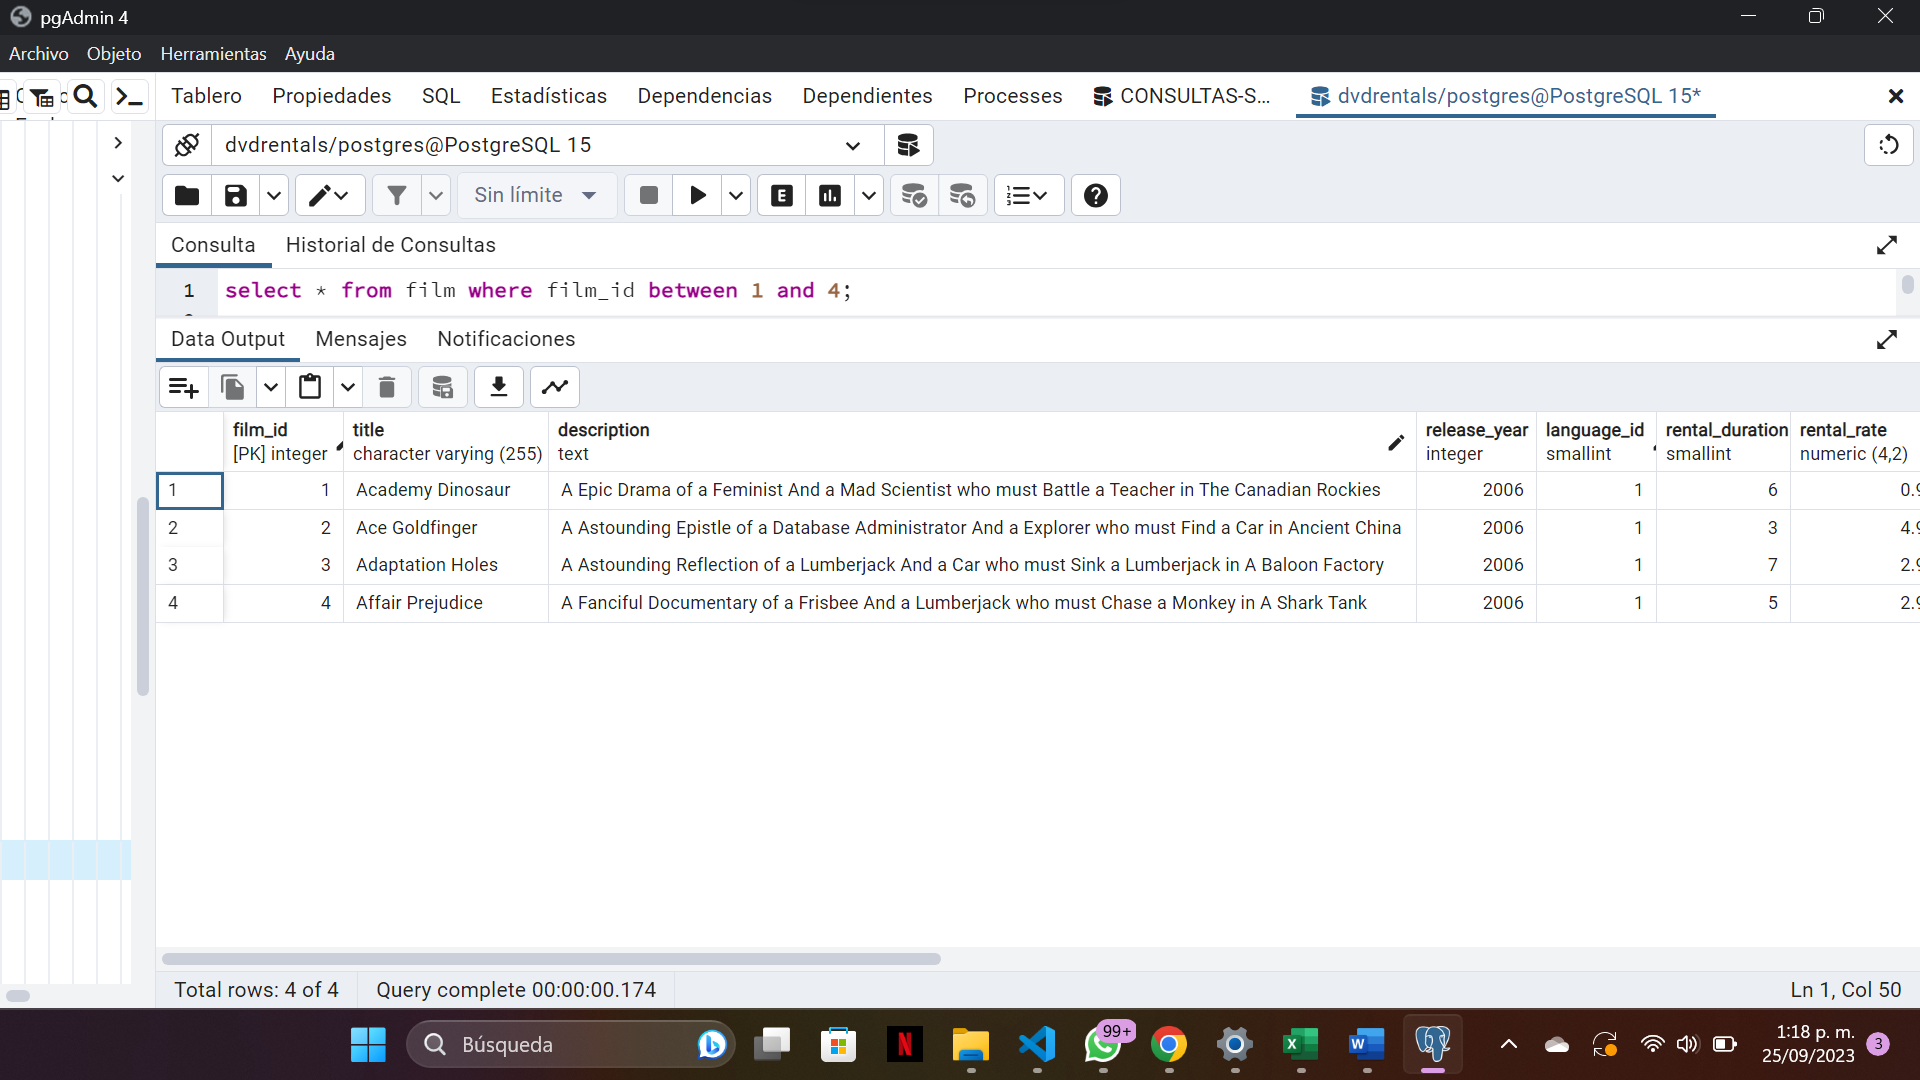 pgAdmin 4
Archivo Objeto Herramientas Ayuda
Tablero Propiedades SQL Estadísticas Dependencias Dependientes Processes CONSULTAS-S... dvdrentals/postgres@PostgreSQL 15*
dvdrentals/postgres@PostgreSQL 15
Sin límite
Consulta Historial de Consultas
1 select * from film where film_id between 1 and 4;
Data Output Mensajes Notificaciones
film_id title description release_year language_id rental_duration rental_rate
[PK] integer character varying (255) text integer smallint smallint numeric (4,2)
1 1 Academy Dinosaur A Epic Drama of a Feminist And a Mad Scientist who must Battle a Teacher in The Canadian Rockies 2006 1 6
2 2 Ace Goldfinger A Astounding Epistle of a Database Administrator And a Explorer who must Find a Car in Ancient China 2006 1 3
3 3 Adaptation Holes A Astounding Reflection of a Lumberjack And a Car who must Sink a Lumberjack in A Baloon Factory 2006 1 7
4 4 Affair Prejudice A Fanciful Documentary of a Frisbee And a Lumberjack who must Chase a Monkey in A Shark Tank 2006 1 5
Total rows: 4 of 4 Query complete 00:00:00.174 Ln 1, Col 50
Búsqueda
99+
1:18 p. m.
25/09/2023
3